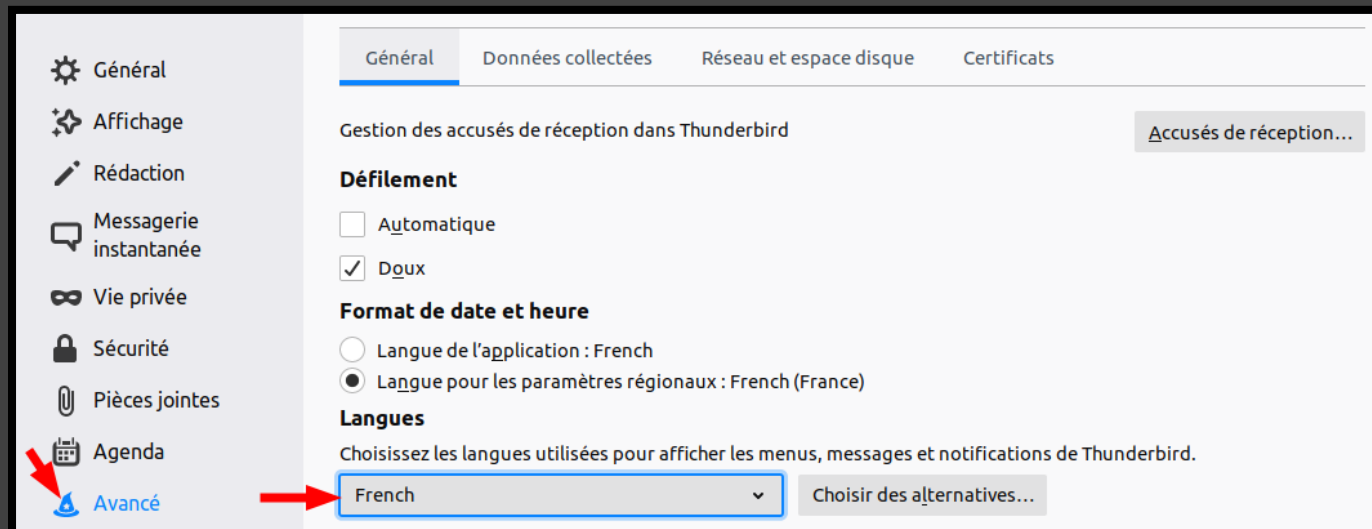 Général
Affichage
Rédaction
Messagerie
instantanée
Vie privée
Sécurité
Pièces jointes
Agenda
Avancé
Général Données collectées Réseau et espace disque Certificats
Gestion des accusés de réception dans Thunderbird Accusés de réception…
Défilement
Automatique
Doux
Format de date et heure
Langue de l’application : French
Langue pour les paramètres régionaux : French (France)
Langues
Choisissez les langues utilisées pour afficher les menus, messages et notifications de Thunderbird.
French Choisir des alternatives…